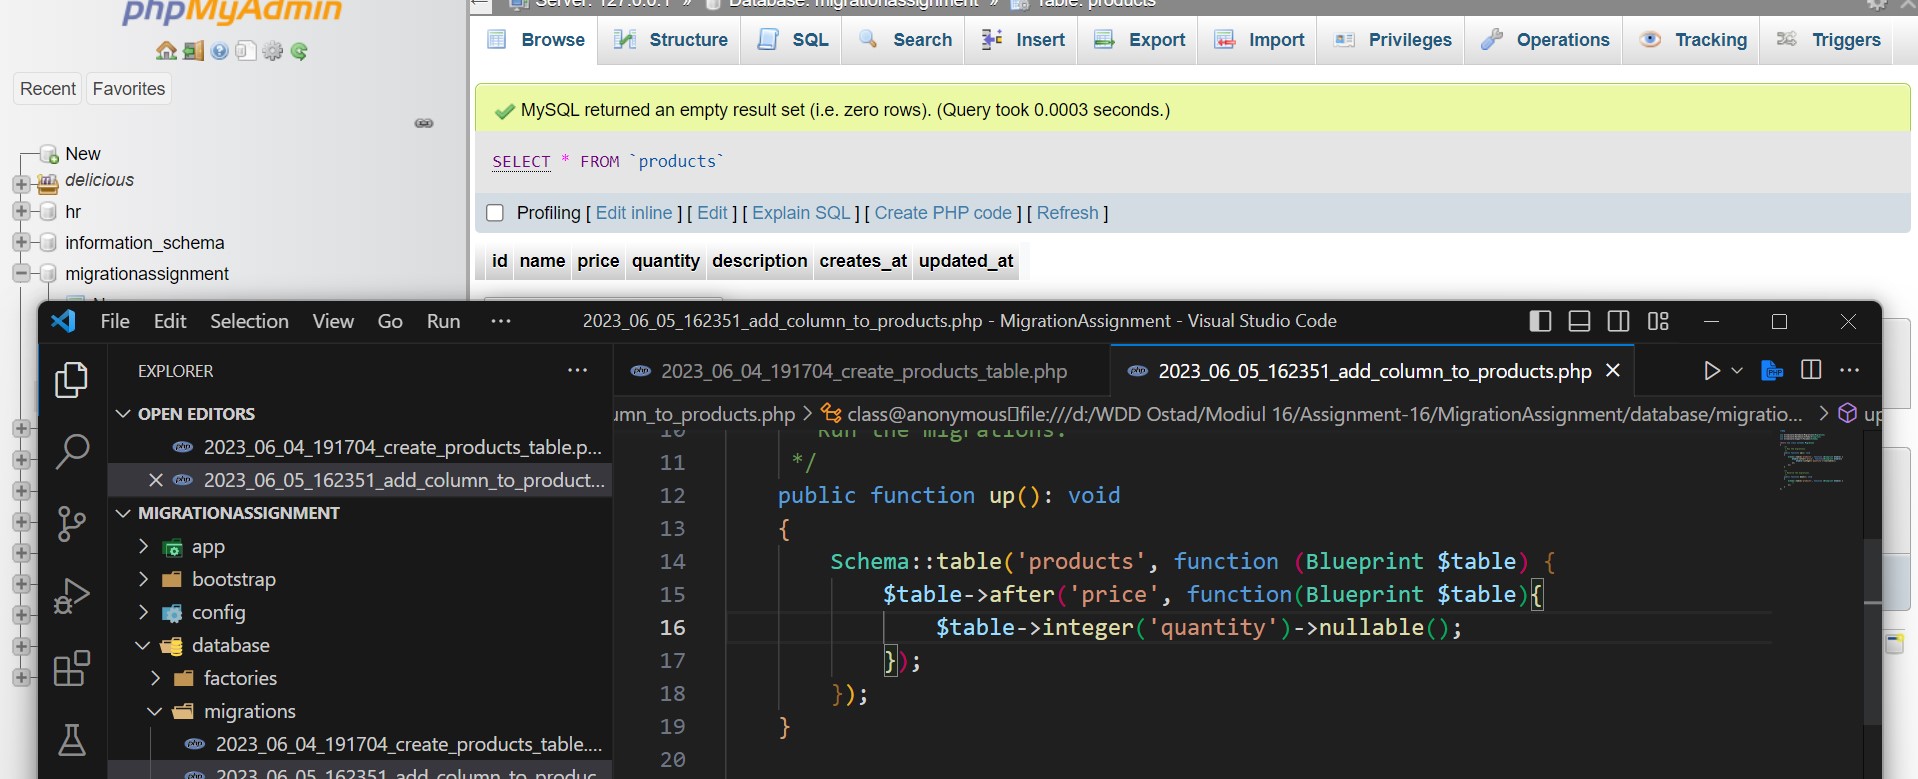 phpMyAdmin
Recent Favorites
New
delicious
hr
information_schema
migrationassignment
Server: 127.0.0.1 » Database: migrationassignment » Table: products
Browse Structure SQL Search Insert Export Import Privileges Operations Tracking Triggers
MySQL returned an empty result set (i.e. zero rows). (Query took 0.0003 seconds.)
SELECT * FROM `products`
Profiling [ Edit inline ] [ Edit ] [ Explain SQL ] [ Create PHP code ] [ Refresh ]
id name price quantity description creates_at updated_at
File Edit Selection View Go Run ··· 2023_06_05_162351_add_column_to_products.php - MigrationAssignment - Visual Studio Code
EXPLORER ···
OPEN EDITORS
2023_06_04_191704_create_products_table.p...
2023_06_05_162351_add_column_to_product...
MIGRATIONASSIGNMENT
app
bootstrap
config
database
factories
migrations
2023_06_04_191704_create_products_table....
2023_06_05_162351_add_column_to_produc...
2023_06_04_191704_create_products_table.php 2023_06_05_162351_add_column_to_products.php
umn_to_products.php > class@anonymous▯file:///d:/WDD Ostad/Modiul 16/Assignment-16/MigrationAssignment/database/migratio... > up
10 Run the migrations.
11 */
12 public function up(): void
13 {
14 Schema::table('products', function (Blueprint $table) {
15 $table->after('price', function(Blueprint $table){
16 $table->integer('quantity')->nullable();
17 });
18 });
19 }
20